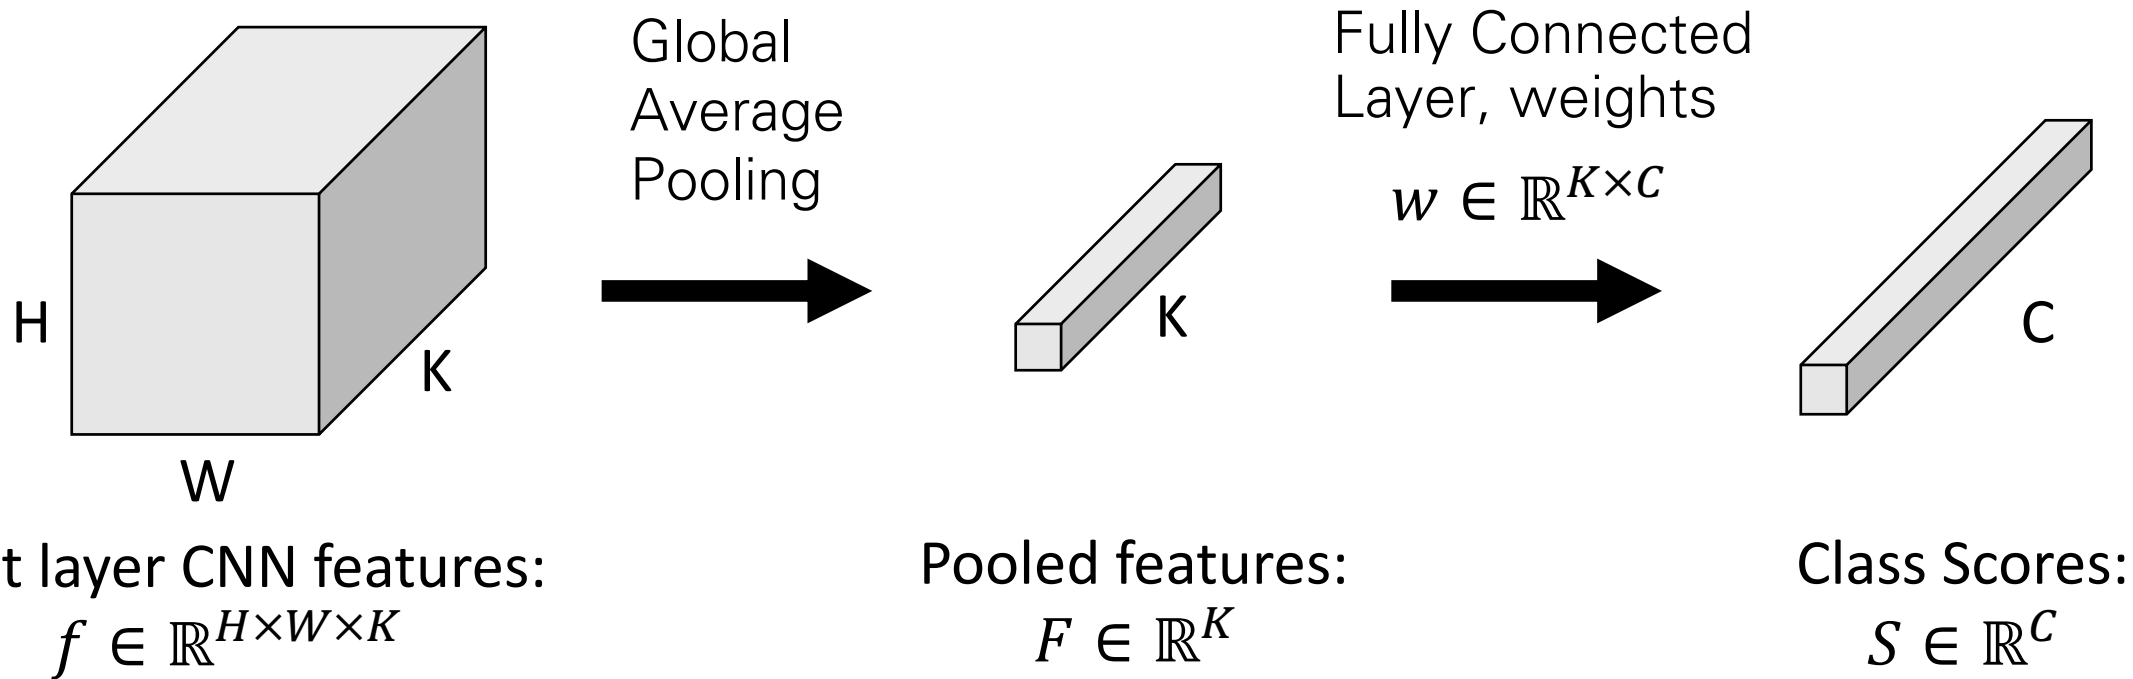 Global
Average
Pooling
Fully Connected
Layer, weights
w ∈ ℝ^{K×C}
H
W
K
K
C
t layer CNN features:
f ∈ ℝ^{H×W×K}
Pooled features:
F ∈ ℝ^K
Class Scores:
S ∈ ℝ^C